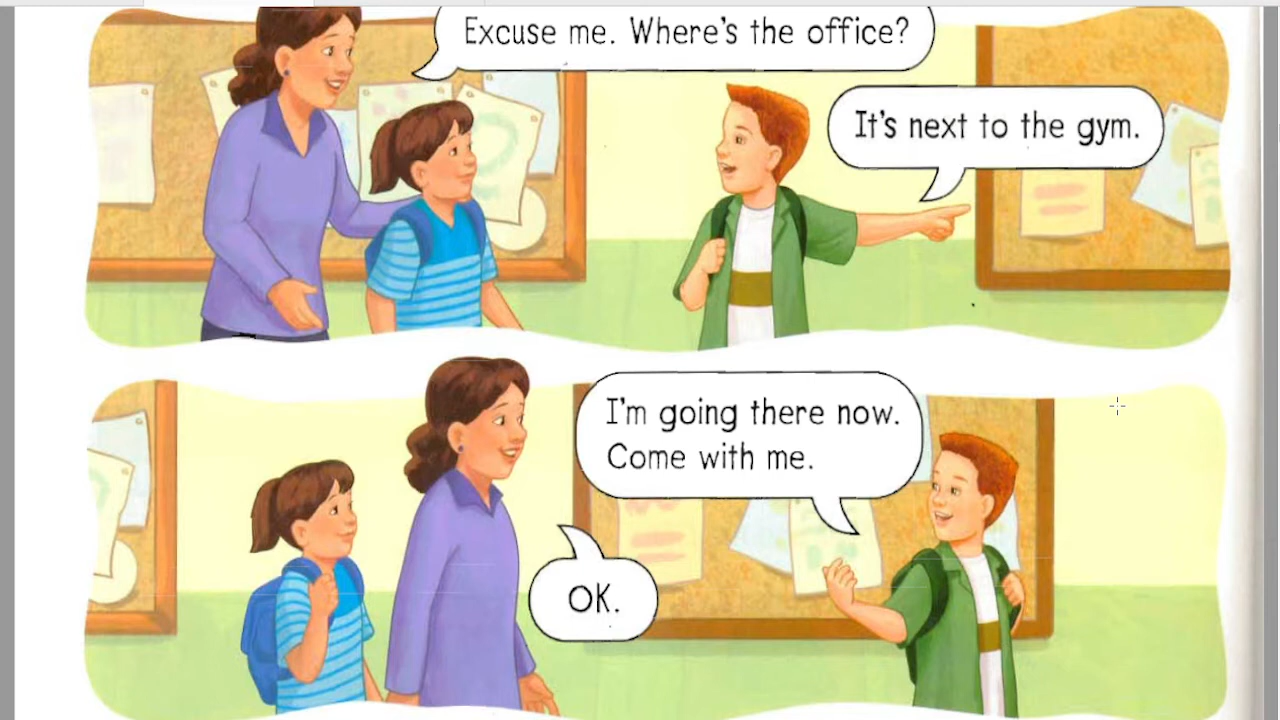 Excuse me. Where's the office?
It's next to the gym.
I'm going there now.
Come with me.
OK.